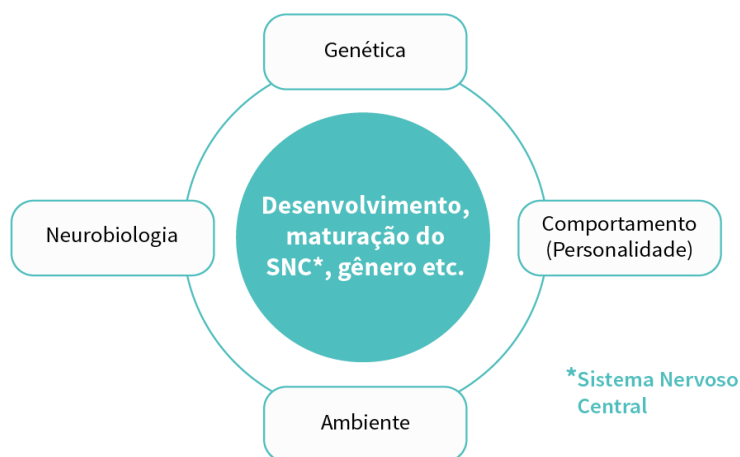 Genética
Neurobiologia
Desenvolvimento,
maturação do
SNC*, gênero etc.
Comportamento
(Personalidade)
Ambiente
*Sistema Nervoso
Central